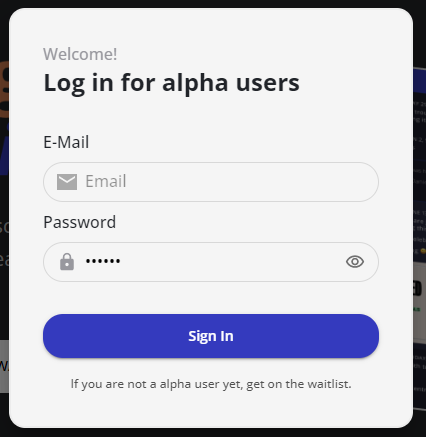 Welcome!
Log in for alpha users
E-Mail
Email
Password
••••••
Sign In
If you are not a alpha user yet, get on the waitlist.